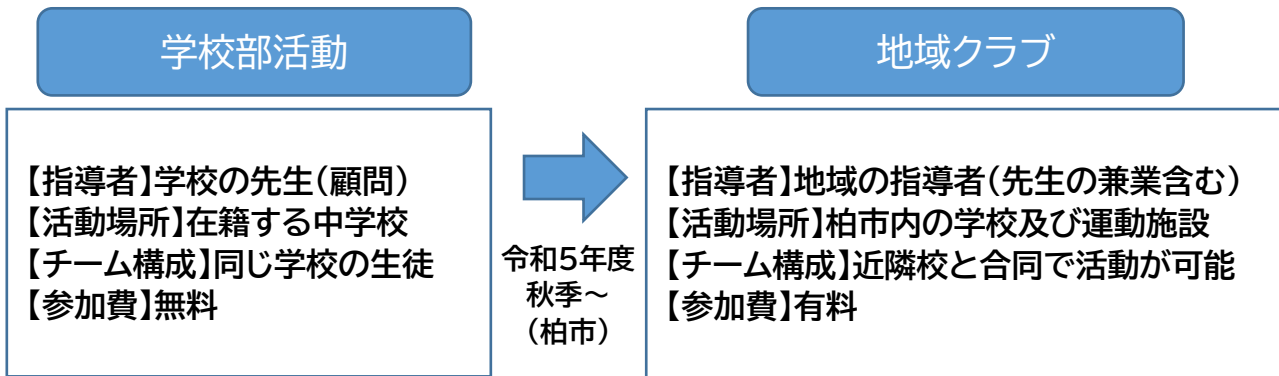 学校部活動
【指導者】学校の先生(顧問)
【活動場所】在籍する中学校
【チーム構成】同じ学校の生徒
【参加費】無料
令和5年度
秋季~
(柏市)
地域クラブ
【指導者】地域の指導者(先生の兼業含む)
【活動場所】柏市内の学校及び運動施設
【チーム構成】近隣校と合同で活動が可能
【参加費】有料